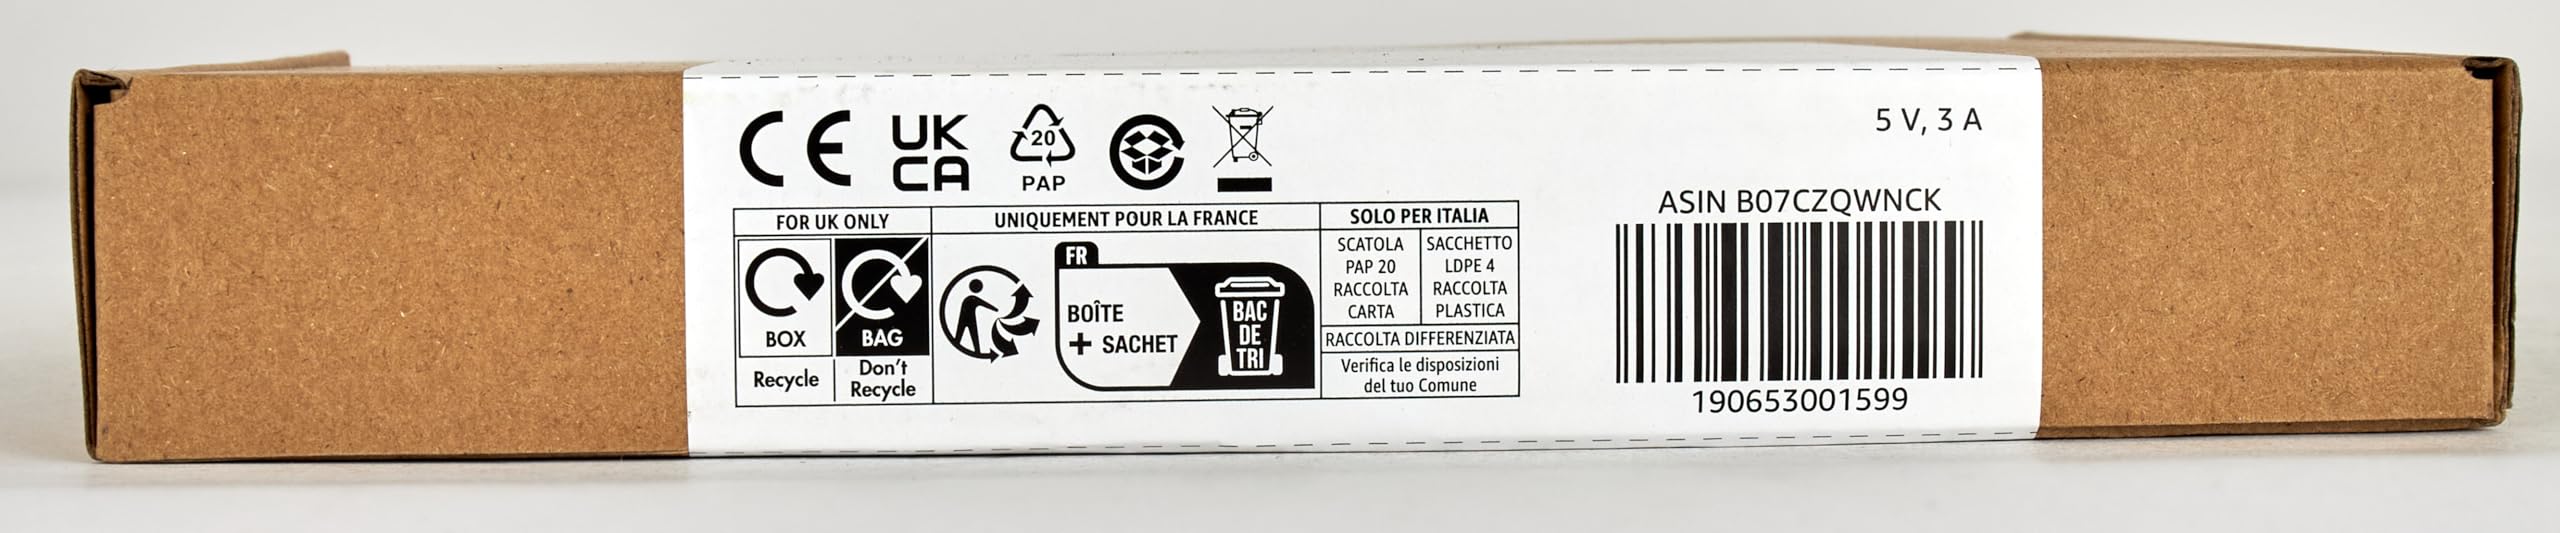 CE
UK
CA
20
PAP
5 V, 3 A
FOR UK ONLY
BOX
Recycle
BAG
Don't
Recycle
UNIQUEMENT POUR LA FRANCE
FR
BOÎTE
+ SACHET
BAC
DE
TRI
SOLO PER ITALIA
SCATOLA
PAP 20
RACCOLTA
CARTA
SACCHETTO
LDPE 4
RACCOLTA
PLASTICA
RACCOLTA DIFFERENZIATA
Verifica le disposizioni
del tuo Comune
ASIN B07CZQWNCK
190653001599